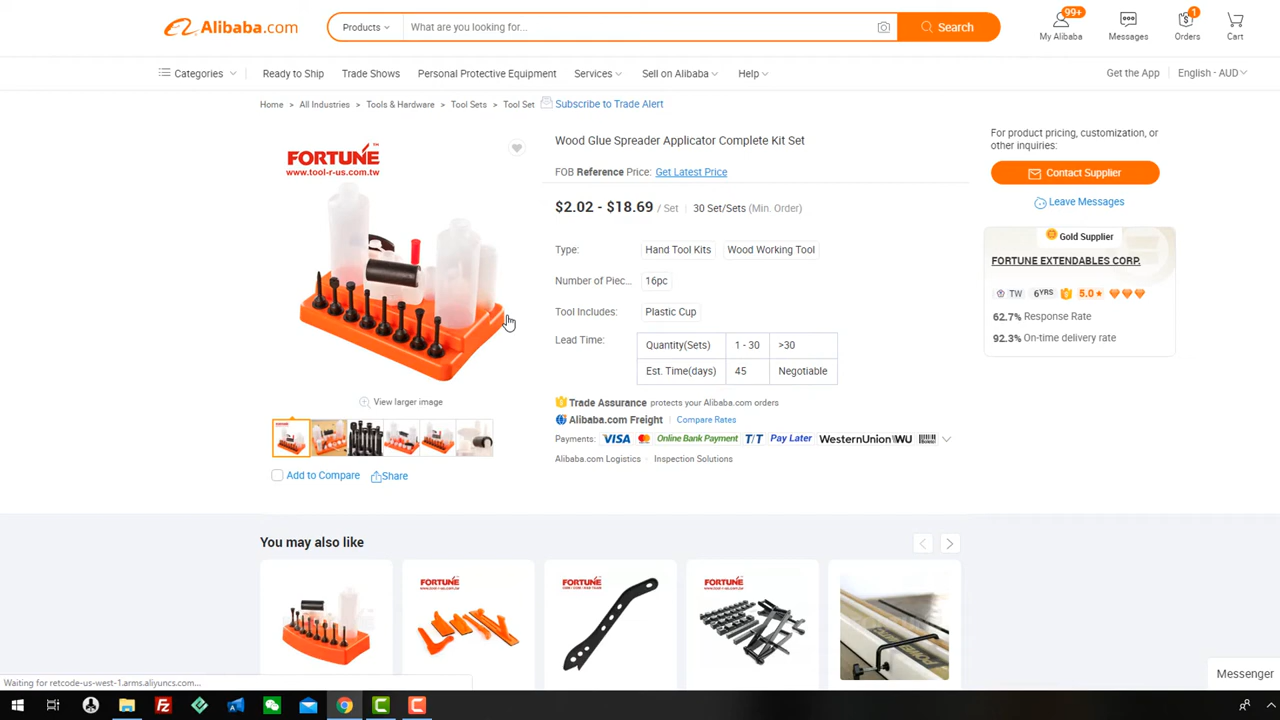 Alibaba.com
Products
What are you looking for...
Search
99+
My Alibaba
Messages
1
Orders
Cart
Categories
Ready to Ship
Trade Shows
Personal Protective Equipment
Services
Sell on Alibaba
Help
Get the App
English - AUD
Home > All Industries > Tools & Hardware > Tool Sets > Tool Set
Subscribe to Trade Alert
FORTUNE™
www.tool-r-us.com.tw
Wood Glue Spreader Applicator Complete Kit Set
FOB Reference Price: Get Latest Price
$2.02 - $18.69 / Set
30 Set/Sets (Min. Order)
Type:
Hand Tool Kits
Wood Working Tool
Number of Piec...
16pc
Tool Includes:
Plastic Cup
Lead Time:
Quantity(Sets)
1 - 30
>30
Est. Time(days)
45
Negotiable
Trade Assurance protects your Alibaba.com orders
Alibaba.com Freight
Compare Rates
Payments:
VISA
Online Bank Payment
T/T
Pay Later
WesternUnion WU
Alibaba.com Logistics · Inspection Solutions
View larger image
Add to Compare
Share
For product pricing, customization, or
other inquiries:
Contact Supplier
Leave Messages
Gold Supplier
FORTUNE EXTENDABLES CORP.
TW
6YRS
5.0
62.7% Response Rate
92.3% On-time delivery rate
You may also like
FORTUNE
FORTUNE
FORTUNE
Waiting for retcode-us-west-1.arms.aliyuncs.com...
Messenger